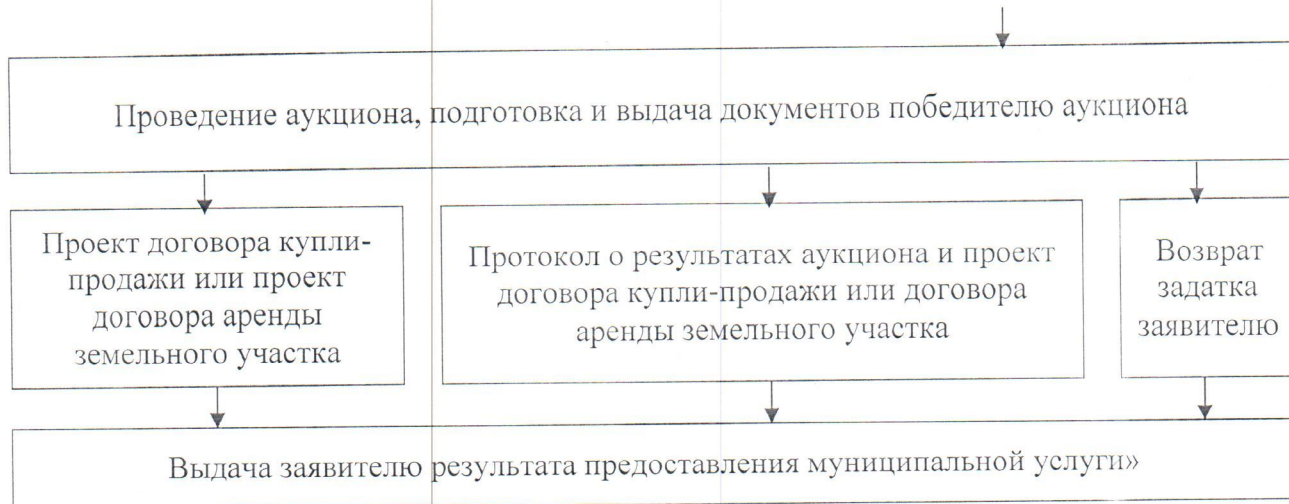 Проведение аукциона, подготовка и выдача документов победителю аукциона
Проект договора купли-
продажи или проект
договора аренды
земельного участка
Протокол о результатах аукциона и проект
договора купли-продажи или договора
аренды земельного участка
Возврат
задатка
заявителю
Выдача заявителю результата предоставления муниципальной услуги»